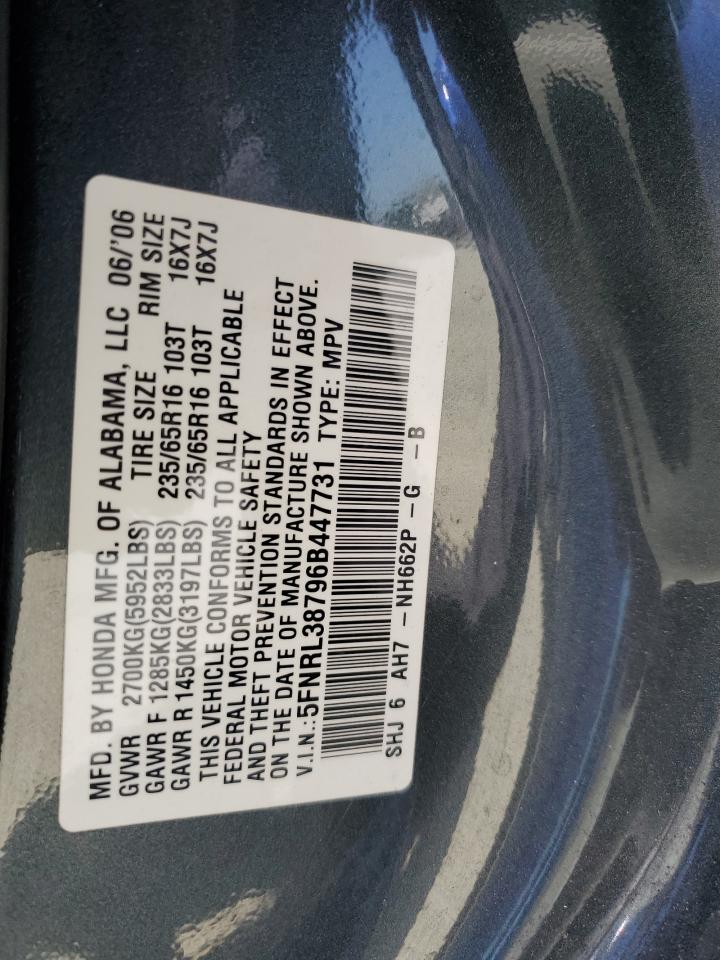 MFD. BY HONDA MFG. OF ALABAMA, LLC 06/'06
GVWR 2700KG(5952LBS) TIRE SIZE RIM SIZE
GAWR F 1285KG(2833LBS) 235/65R16 103T 16X7J
GAWR R 1450KG(3197LBS) 235/65R16 103T 16X7J
THIS VEHICLE CONFORMS TO ALL APPLICABLE
FEDERAL MOTOR VEHICLE SAFETY
AND THEFT PREVENTION STANDARDS IN EFFECT
ON THE DATE OF MANUFACTURE SHOWN ABOVE.
V.I.N.:5FNRL38796B447731 TYPE: MPV
SHJ 6 AH7 -NH662P -G -B